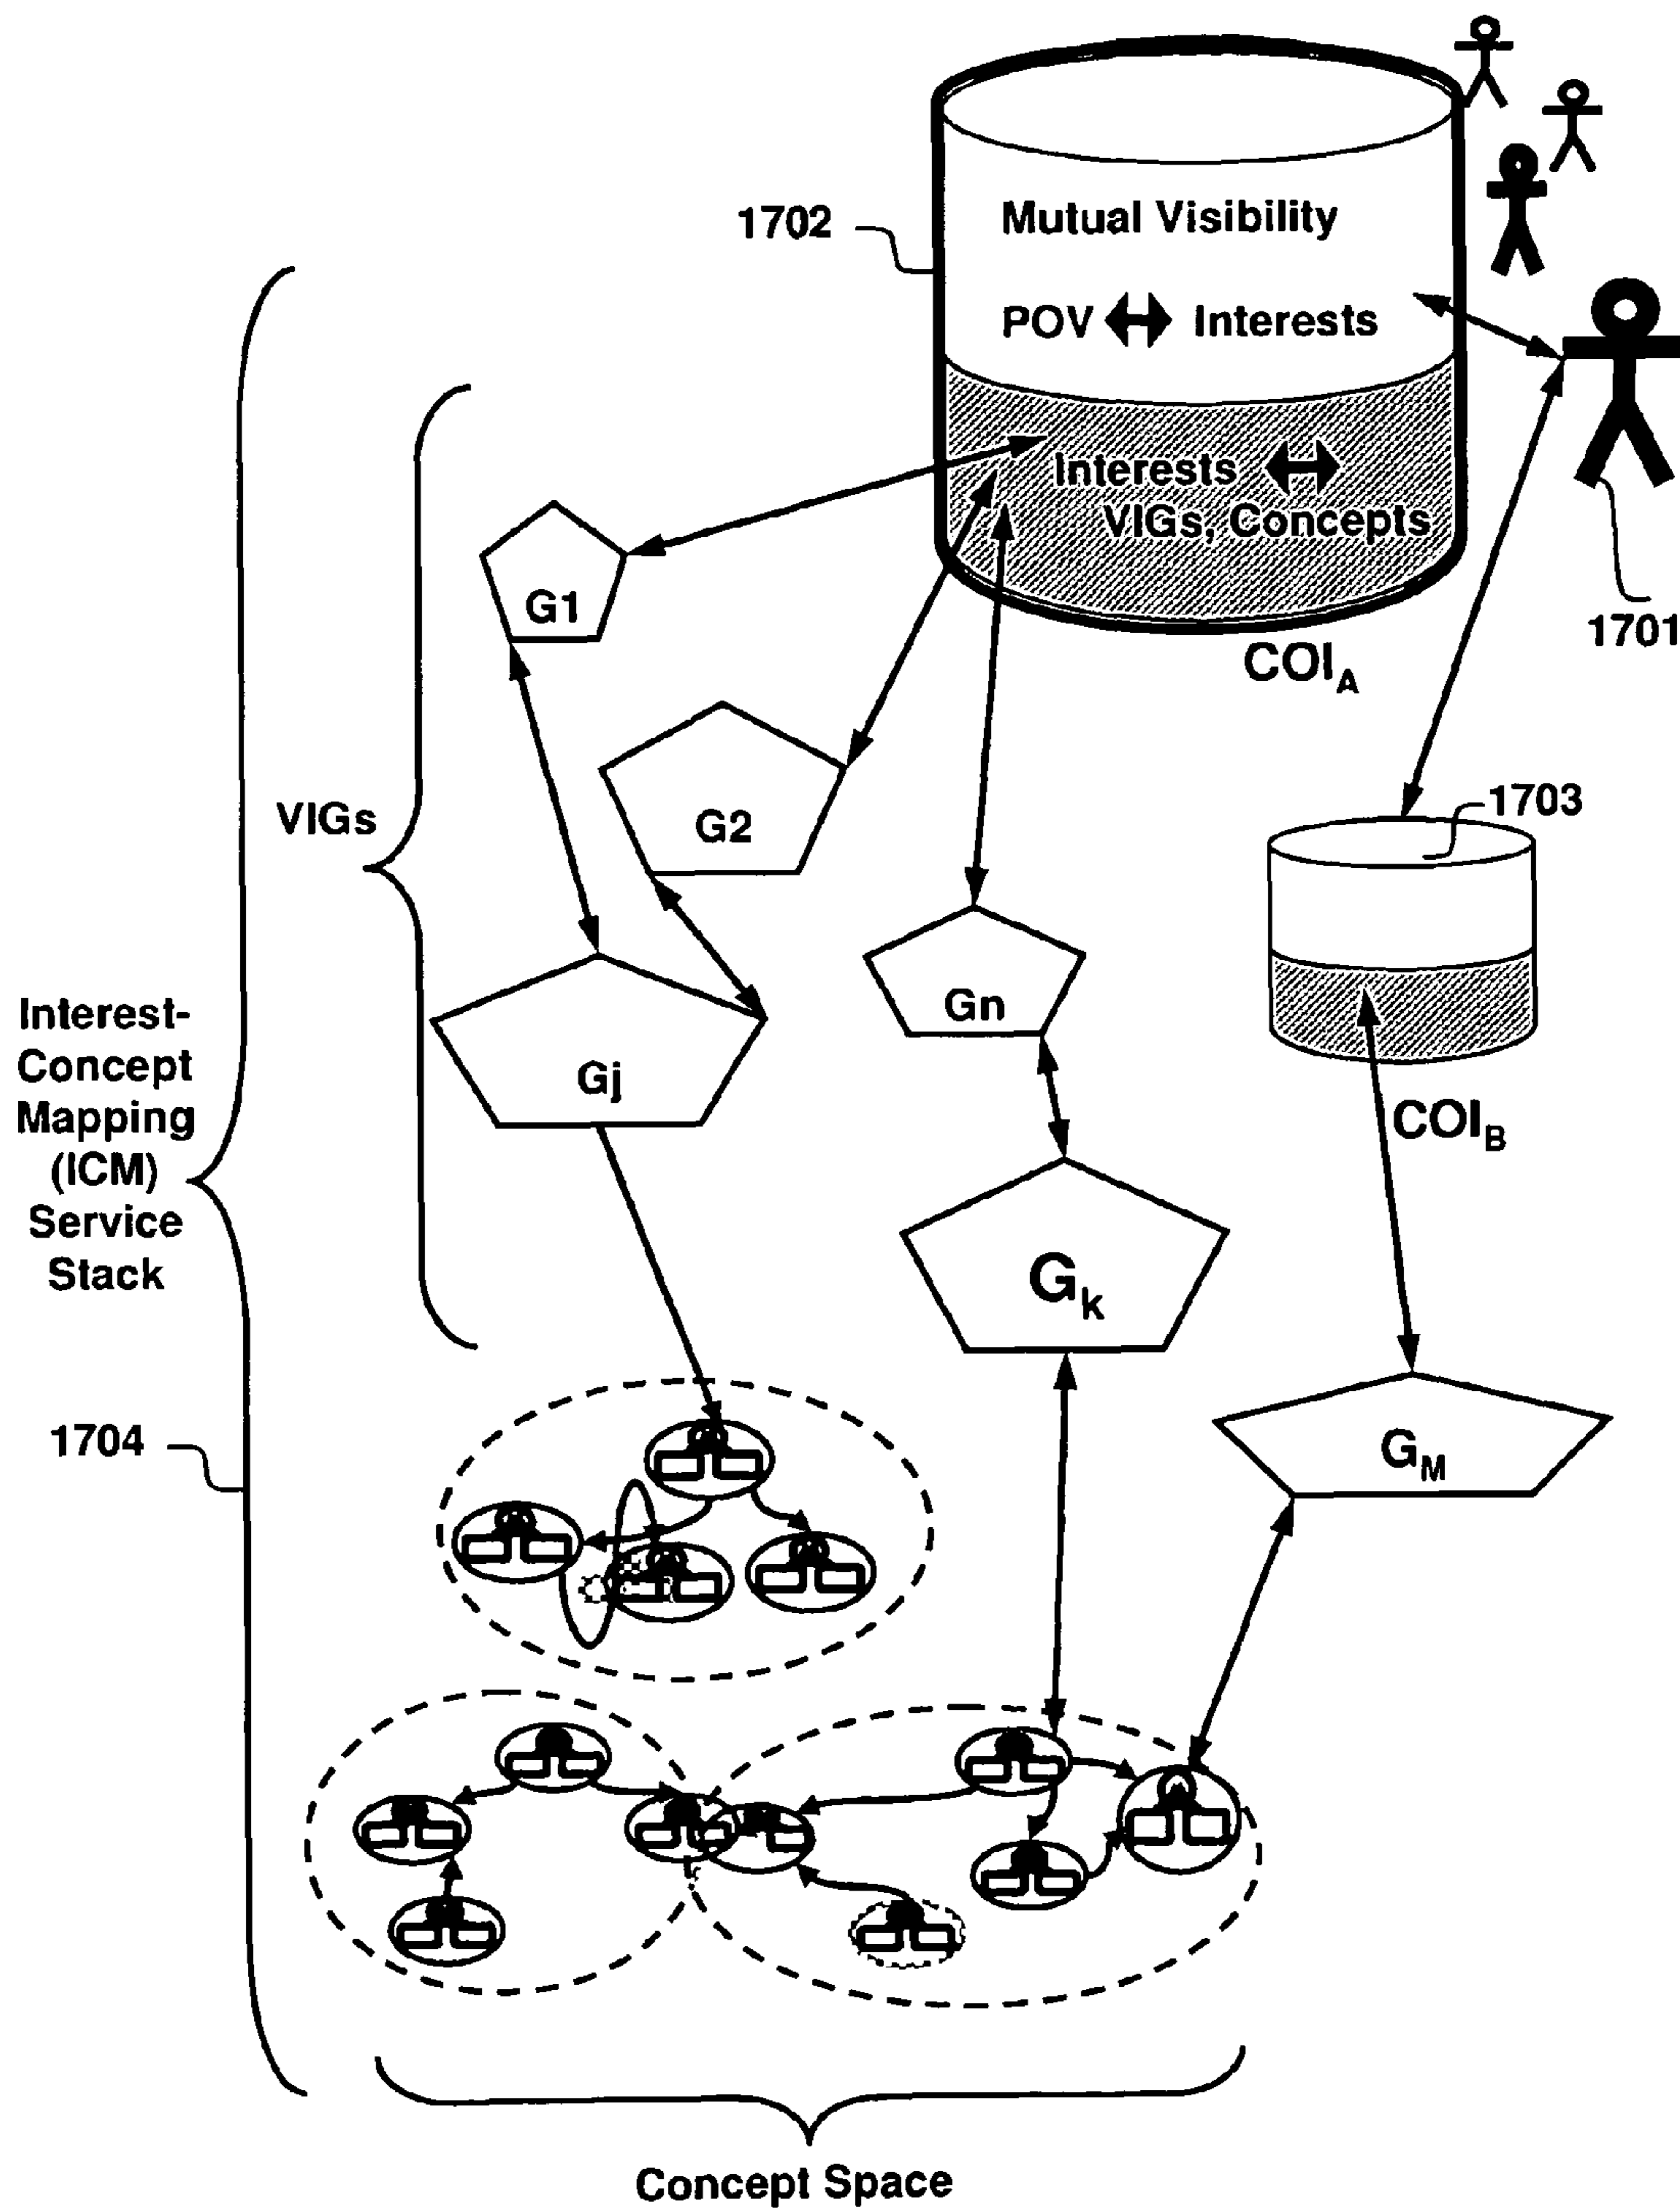 1702
Mutual Visibility
POV Interests
Interests
VIGs, Concepts
1701
COIA
G1
G2
VIGs
1703
Gn
Gj
Interest-
Concept
Mapping
(ICM)
Service
Stack
COIB
Gk
GM
1704
Concept Space